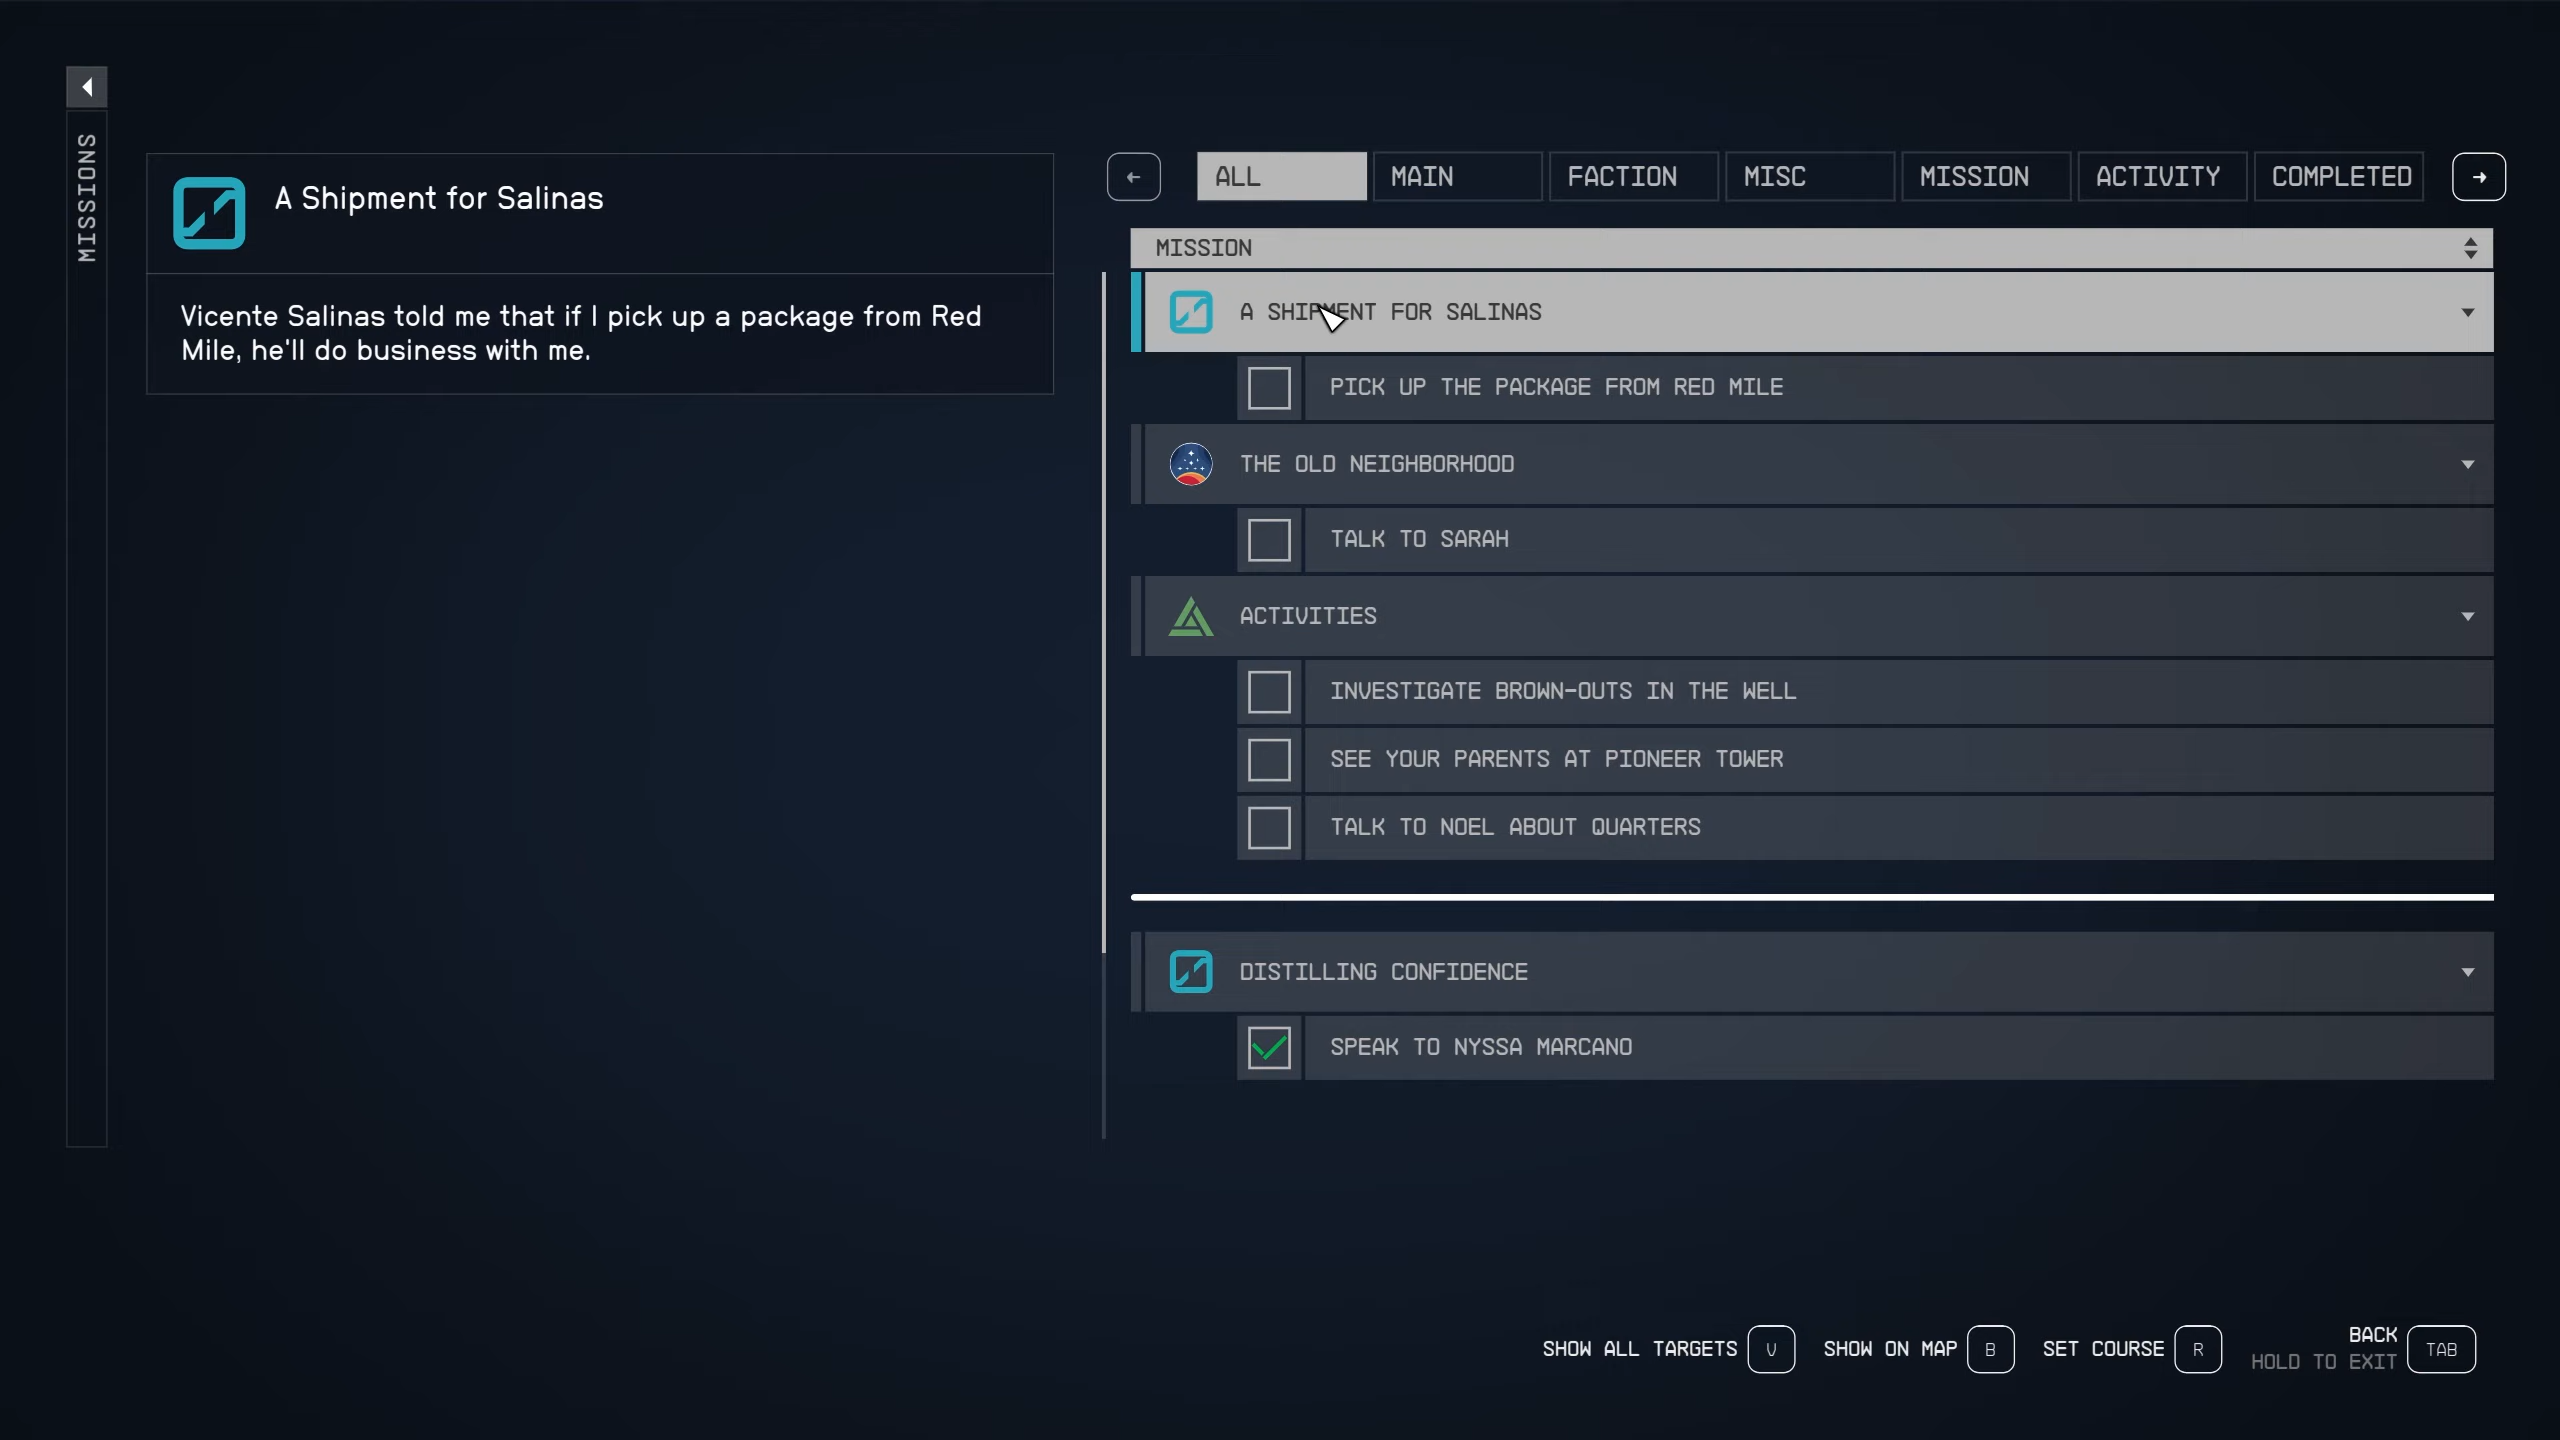 MISSIONS
A Shipment for Salinas
Vicente Salinas told me that if I pick up a package from Red
Mile, he'll do business with me.
ALL
MAIN
FACTION
MISC
MISSION
ACTIVITY
COMPLETED
MISSION
A SHIPMENT FOR SALINAS
PICK UP THE PACKAGE FROM RED MILE
THE OLD NEIGHBORHOOD
TALK TO SARAH
ACTIVITIES
INVESTIGATE BROWN-OUTS IN THE WELL
SEE YOUR PARENTS AT PIONEER TOWER
TALK TO NOEL ABOUT QUARTERS
DISTILLING CONFIDENCE
SPEAK TO NYSSA MARCANO
SHOW ALL TARGETS V
SHOW ON MAP B
SET COURSE R
BACK
HOLD TO EXIT
TAB